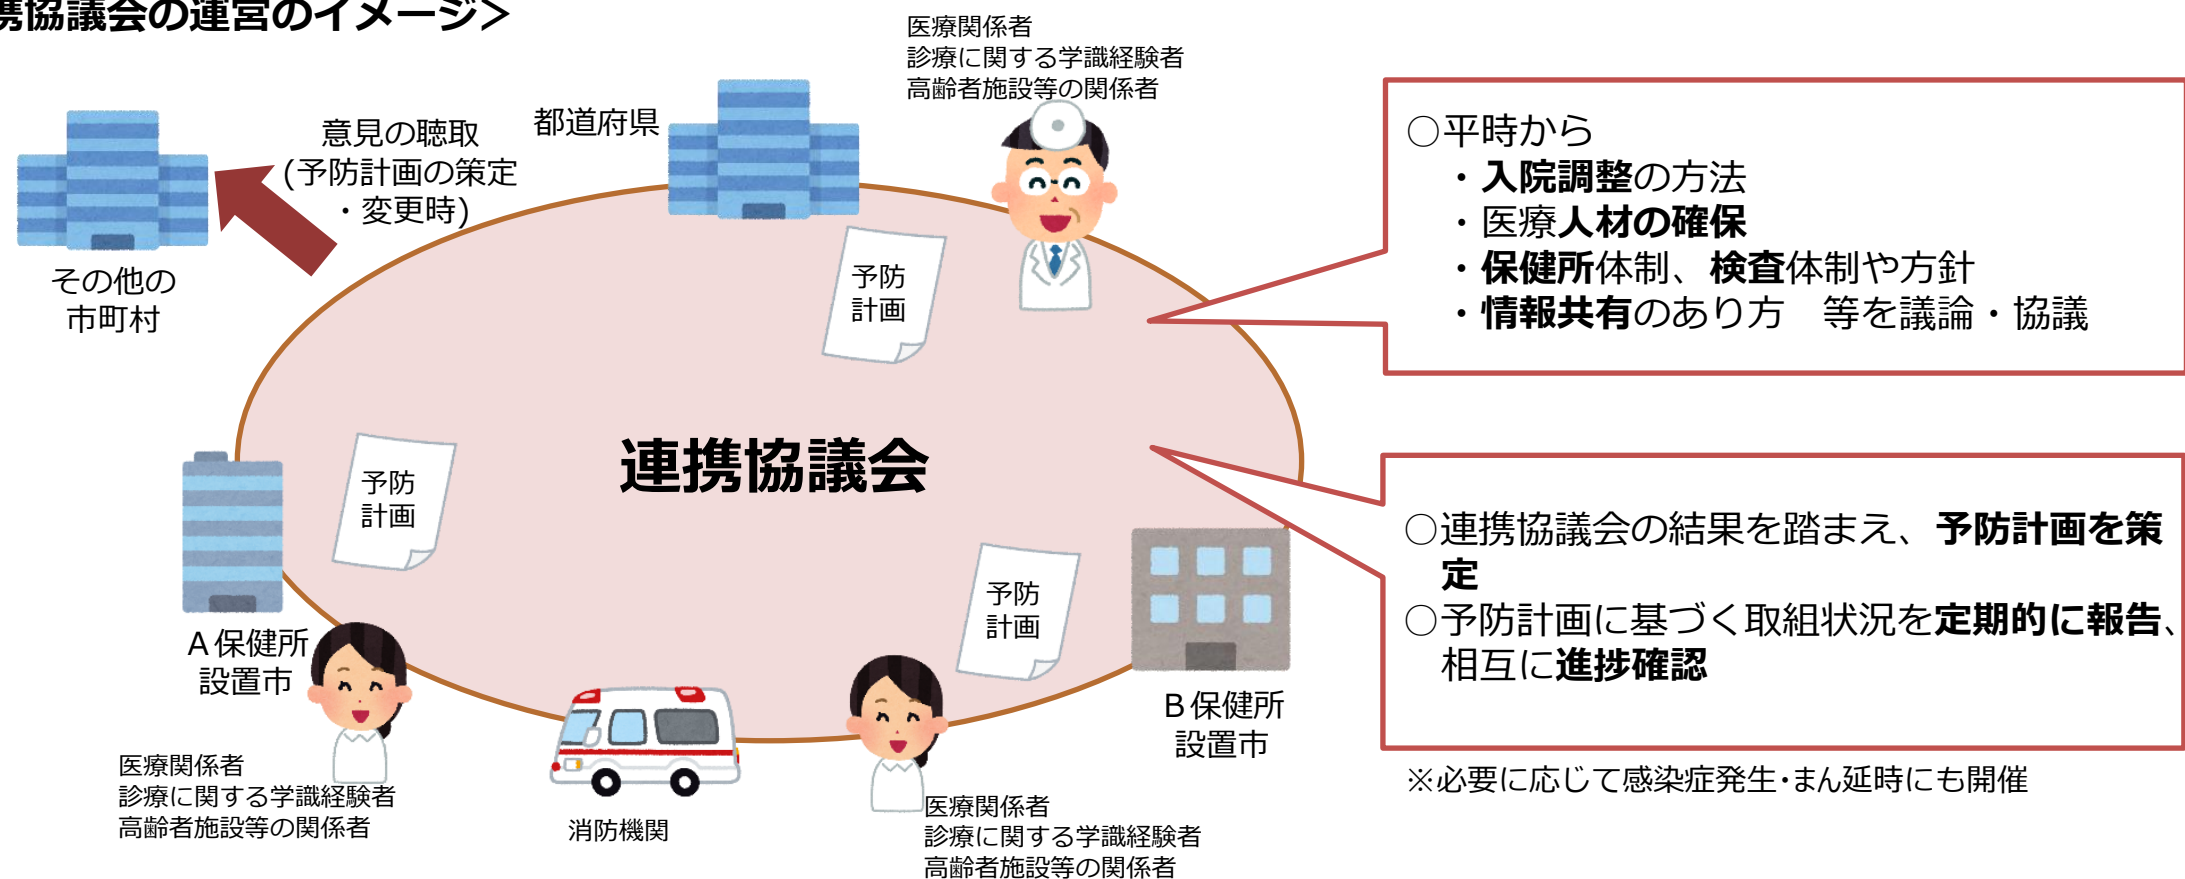 携協議会の運営のイメージ＞
医療関係者
診療に関する学識経験者
高齢者施設等の関係者
都道府県
意見の聴取
(予防計画の策定
・変更時)
その他の
市町村
予防
計画
○平時から
・入院調整の方法
・医療人材の確保
・保健所体制、検査体制や方針
・情報共有のあり方　等を議論・協議
連携協議会
予防
計画
予防
計画
○連携協議会の結果を踏まえ、予防計画を策
定
○予防計画に基づく取組状況を定期的に報告、
相互に進捗確認
※必要に応じて感染症発生･まん延時にも開催
Ａ保健所
設置市
Ｂ保健所
設置市
医療関係者
診療に関する学識経験者
高齢者施設等の関係者
消防機関
医療関係者
診療に関する学識経験者
高齢者施設等の関係者